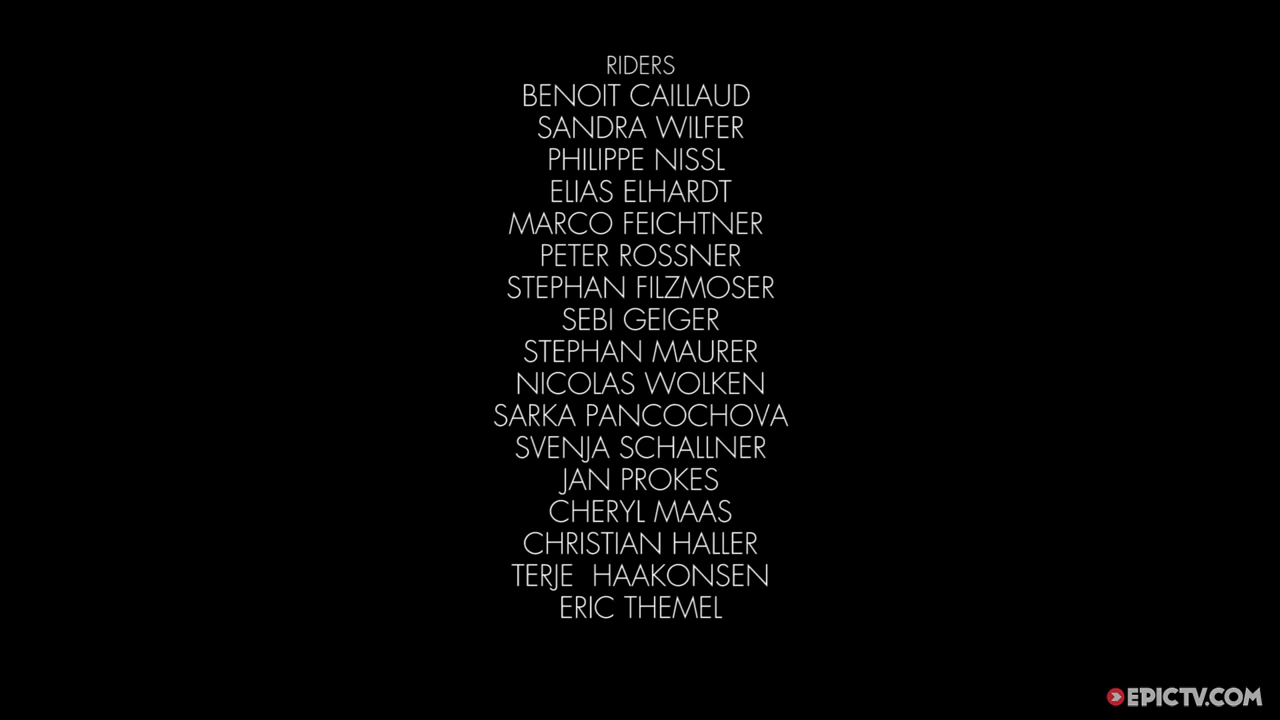 RIDERS
BENOIT CAILLAUD
SANDRA WILFER
PHILIPPE NISSL
ELIAS ELHARDT
MARCO FEICHTNER
PETER ROSSNER
STEPHAN FILZMOSER
SEBI GEIGER
STEPHAN MAURER
NICOLAS WOLKEN
SARKA PANCOCHOVA
SVENJA SCHALLNER
JAN PROKES
CHERYL MAAS
CHRISTIAN HALLER
TERJE  HAAKONSEN
ERIC THEMEL
EPICTV.COM